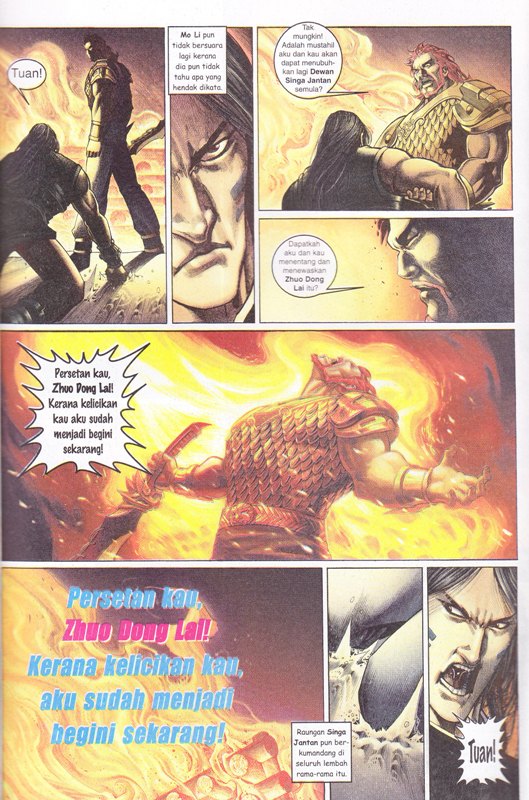 Tuan!
Mo Li pun
tidak bersuara
lagi kerana
dia pun tidak
tahu apa yang
hendak dikata.
Tak
mungkin!
Adalah mustahil
aku dan kau akan
dapat menubuh-
kan lagi Dewan
Singa Jantan
semula?
Dapatkah
aku dan kau
menentang dan
menewaskan
Zhuo Dong
Lai itu?
Persetan kau,
Zhuo Dong Lai!
Kerana kelicikan
kau aku sudah
menjadi begini
sekarang!
Persetan kau,
Zhuo Dong Lai!
Kerana kelicikan kau,
aku sudah menjadi
begini sekarang!
Raungan Singa
Jantan pun ber-
kumandang di
seluruh lembah
rama-rama itu.
Tuan!